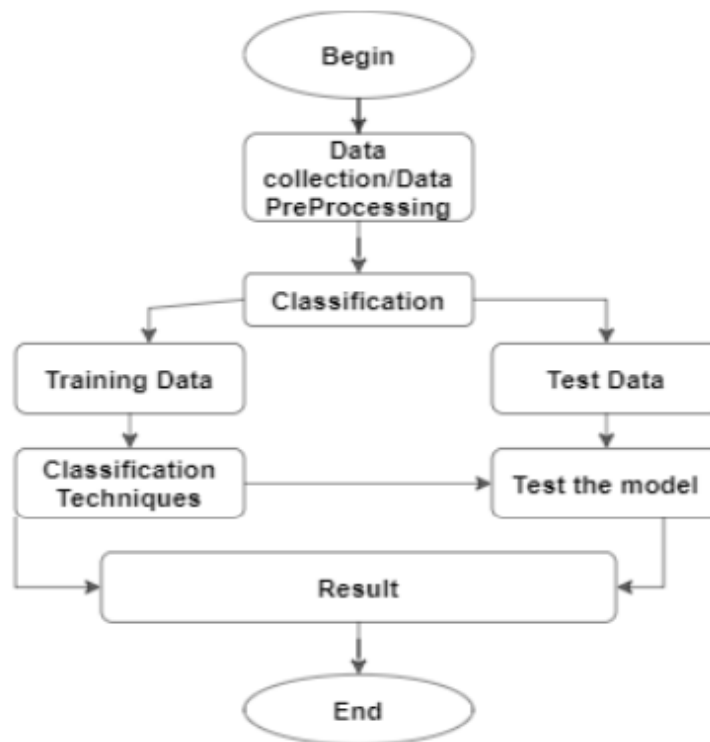 Begin
Data
collection/Data
PreProcessing
Classification
Training Data
Test Data
Classification
Techniques
Test the model
Result
End